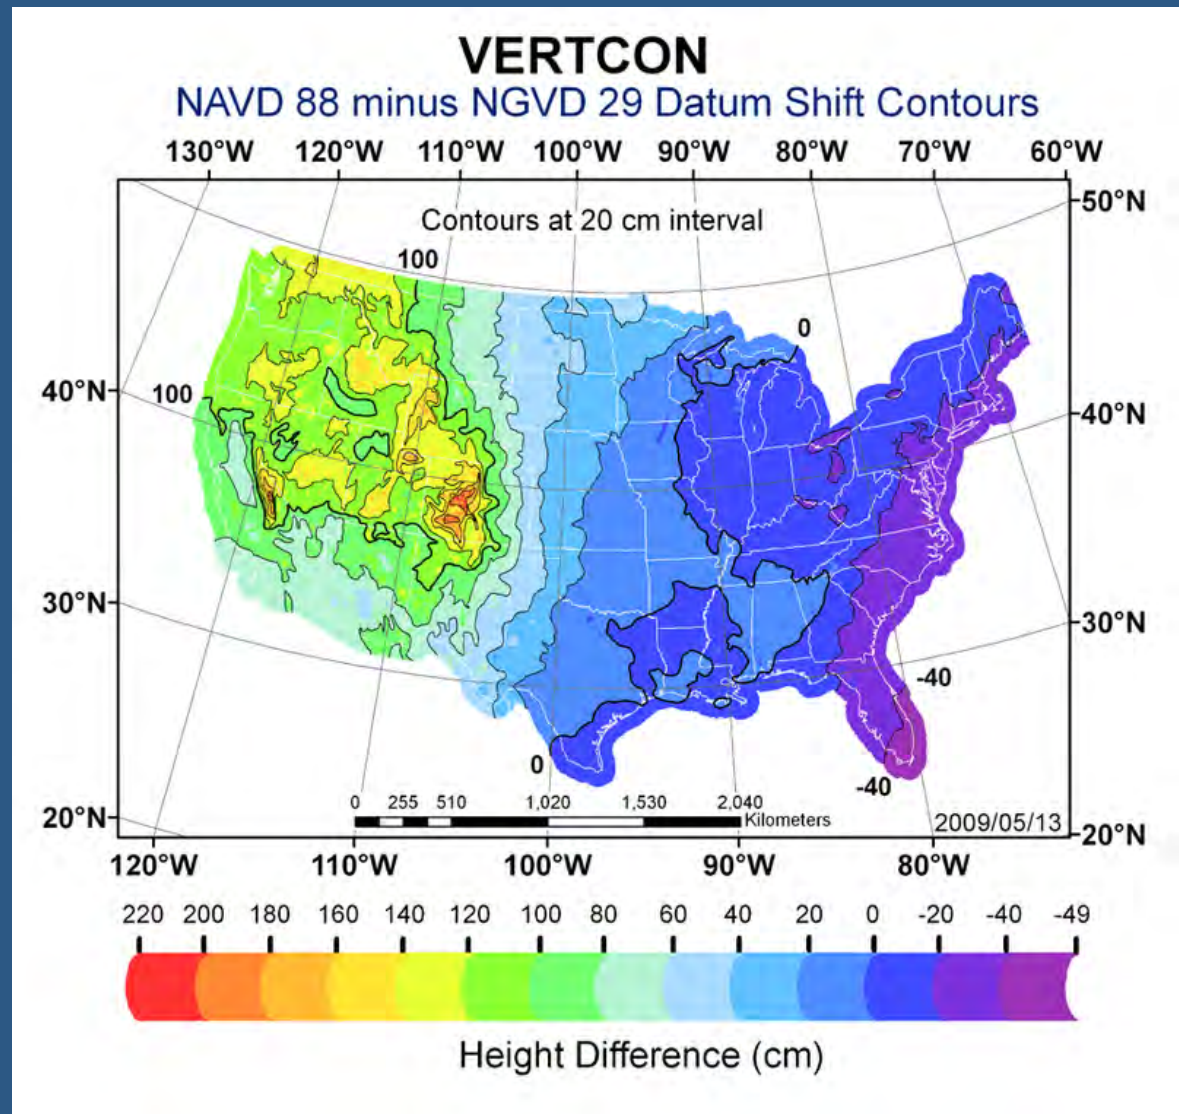 VERTCON
NAVD 88 minus NGVD 29 Datum Shift Contours
130°W 120°W 110°W 100°W 90°W 80°W 70°W 60°W
50°N
Contours at 20 cm interval
100
0
40°N
100
40°N
30°N
30°N
-40
0
-40
0 255 510 1,020 1,530 2,040
Kilometers
2009/05/13
20°N
20°N
120°W 110°W 100°W 90°W 80°W
220 200 180 160 140 120 100 80 60 40 20 0 -20 -40 -49
Height Difference (cm)